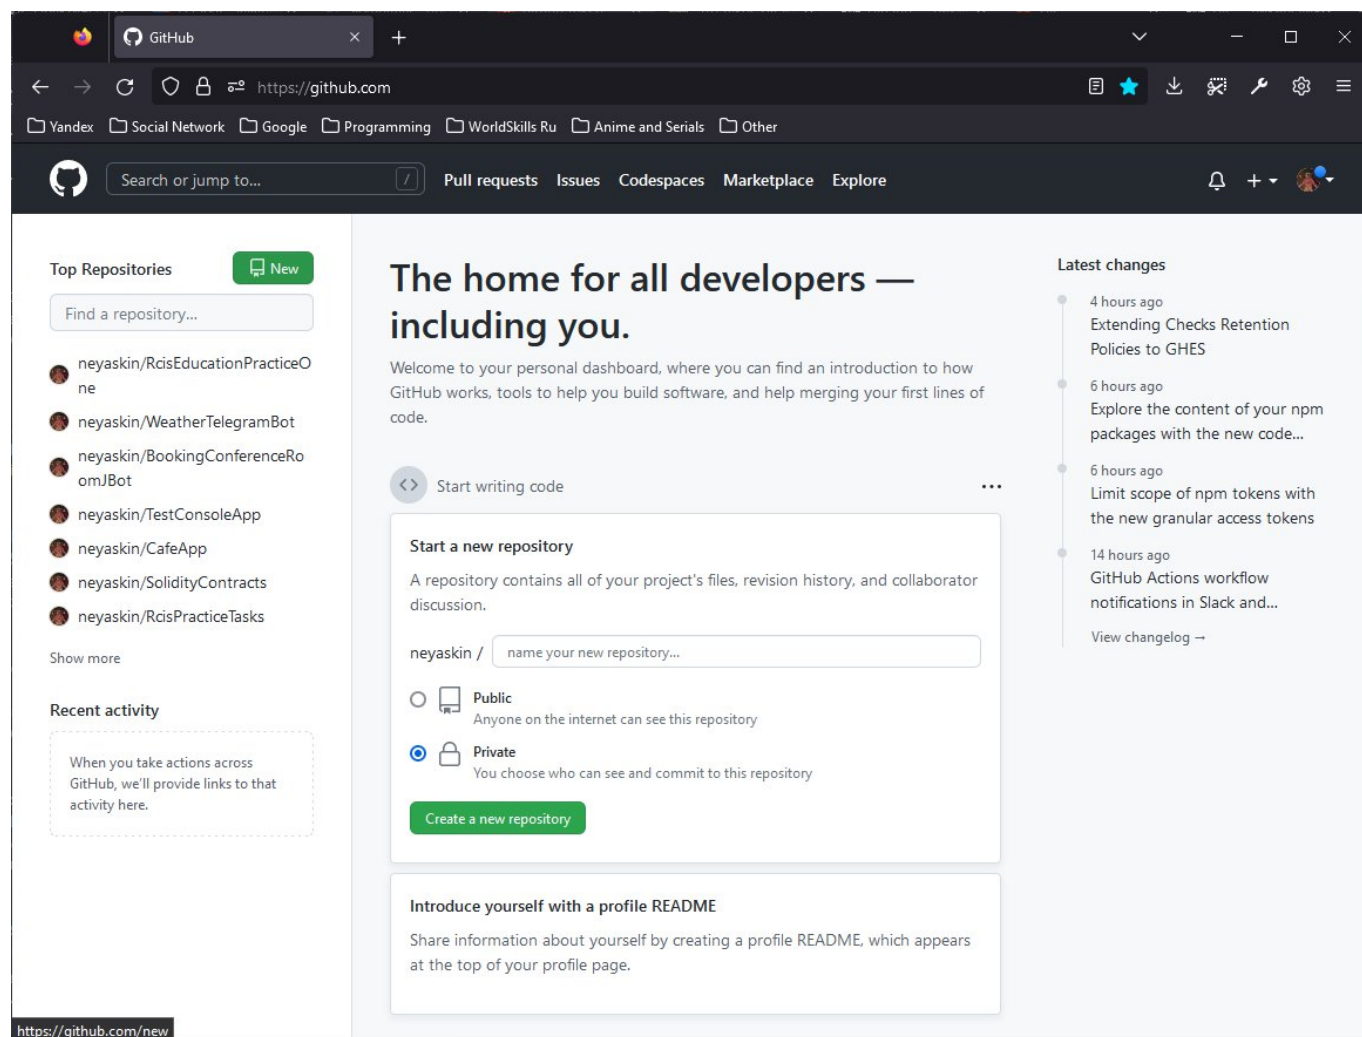 GitHub
https://github.com
Yandex Social Network Google Programming WorldSkills Ru Anime and Serials Other
Search or jump to... / Pull requests Issues Codespaces Marketplace Explore
Top Repositories New
Find a repository...
neyaskin/RcisEducationPracticeO
ne
neyaskin/WeatherTelegramBot
neyaskin/BookingConferenceRo
omJBot
neyaskin/TestConsoleApp
neyaskin/CafeApp
neyaskin/SolidityContracts
neyaskin/RcisPracticeTasks
Show more
Recent activity
When you take actions across
GitHub, we'll provide links to that
activity here.
The home for all developers —
including you.
Welcome to your personal dashboard, where you can find an introduction to how
GitHub works, tools to help you build software, and help merging your first lines of
code.
Start writing code
Start a new repository
A repository contains all of your project's files, revision history, and collaborator
discussion.
neyaskin / name your new repository...
Public
Anyone on the internet can see this repository
Private
You choose who can see and commit to this repository
Create a new repository
Introduce yourself with a profile README
Share information about yourself by creating a profile README, which appears
at the top of your profile page.
Latest changes
4 hours ago
Extending Checks Retention
Policies to GHES
6 hours ago
Explore the content of your npm
packages with the new code...
6 hours ago
Limit scope of npm tokens with
the new granular access tokens
14 hours ago
GitHub Actions workflow
notifications in Slack and...
View changelog →
https://github.com/new